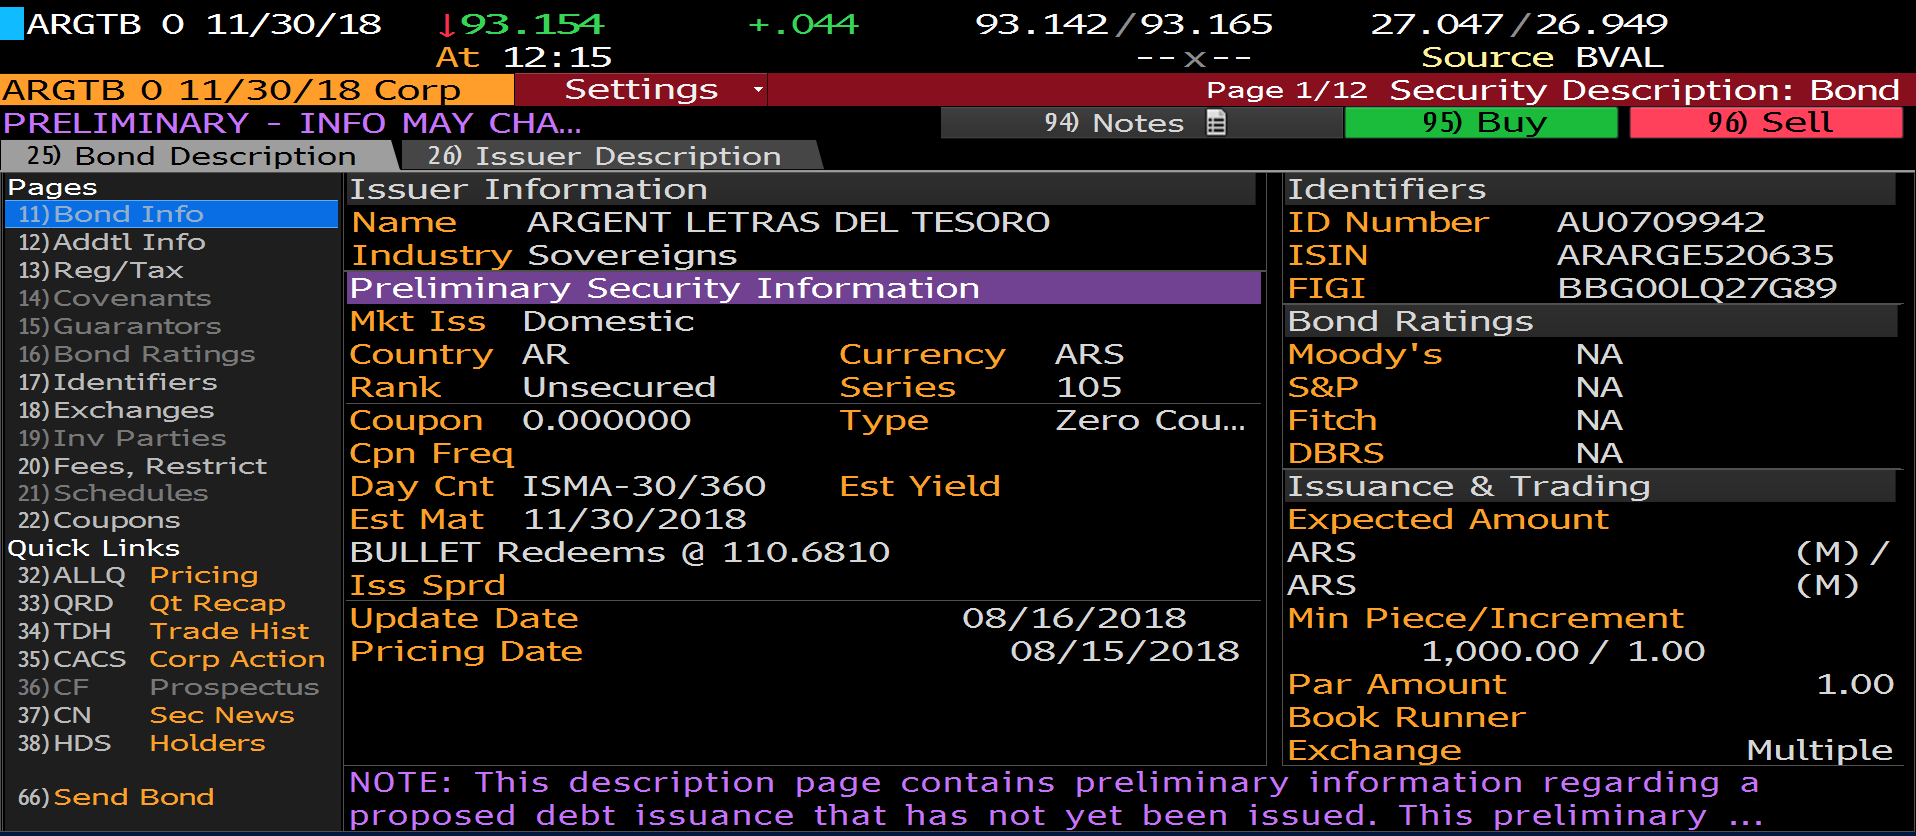 ARGTB 0 11/30/18 ↓93.154 +.044 93.142/93.165 27.047/26.949
At 12:15 --x-- Source BVAL
ARGTB 0 11/30/18 Corp Settings Page 1/12 Security Description: Bond
PRELIMINARY - INFO MAY CHA... 94) Notes 95) Buy 96) Sell
25) Bond Description 26) Issuer Description
Pages
11) Bond Info
12) Addtl Info
13) Reg/Tax
14) Covenants
15) Guarantors
16) Bond Ratings
17) Identifiers
18) Exchanges
19) Inv Parties
20) Fees, Restrict
21) Schedules
22) Coupons
Quick Links
32) ALLQ Pricing
33) QRD Qt Recap
34) TDH Trade Hist
35) CACS Corp Action
36) CF Prospectus
37) CN Sec News
38) HDS Holders
66) Send Bond
Issuer Information
Name ARGENT LETRAS DEL TESORO
Industry Sovereigns
Preliminary Security Information
Mkt Iss Domestic
Country AR Currency ARS
Rank Unsecured Series 105
Coupon 0.000000 Type Zero Cou...
Cpn Freq
Day Cnt ISMA-30/360 Est Yield
Est Mat 11/30/2018
BULLET Redeems @ 110.6810
Iss Sprd
Update Date 08/16/2018
Pricing Date 08/15/2018
Identifiers
ID Number AU0709942
ISIN ARARGE520635
FIGI BBG00LQ27G89
Bond Ratings
Moody's NA
S&P NA
Fitch NA
DBRS NA
Issuance & Trading
Expected Amount
ARS (M) /
ARS (M)
Min Piece/Increment
1,000.00 / 1.00
Par Amount 1.00
Book Runner
Exchange Multiple
NOTE: This description page contains preliminary information regarding a
proposed debt issuance that has not yet been issued. This preliminary ...